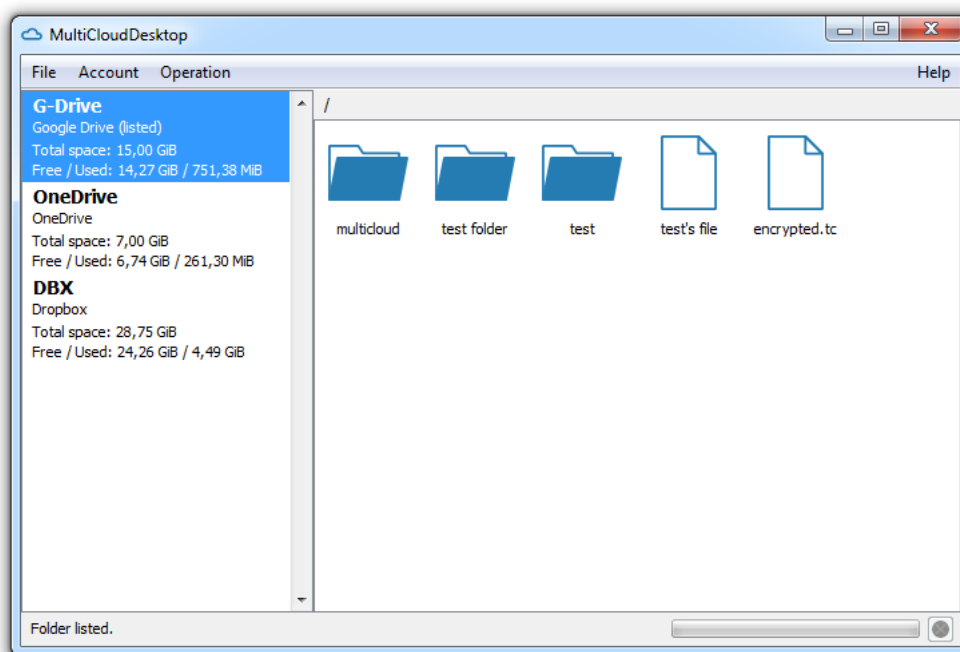 MultiCloudDesktop
File Account Operation Help
G-Drive
Google Drive (listed)
Total space: 15,00 GiB
Free / Used: 14,27 GiB / 751,38 MiB
OneDrive
OneDrive
Total space: 7,00 GiB
Free / Used: 6,74 GiB / 261,30 MiB
DBX
Dropbox
Total space: 28,75 GiB
Free / Used: 24,26 GiB / 4,49 GiB
/
multicloud test folder test test's file encrypted.tc
Folder listed.